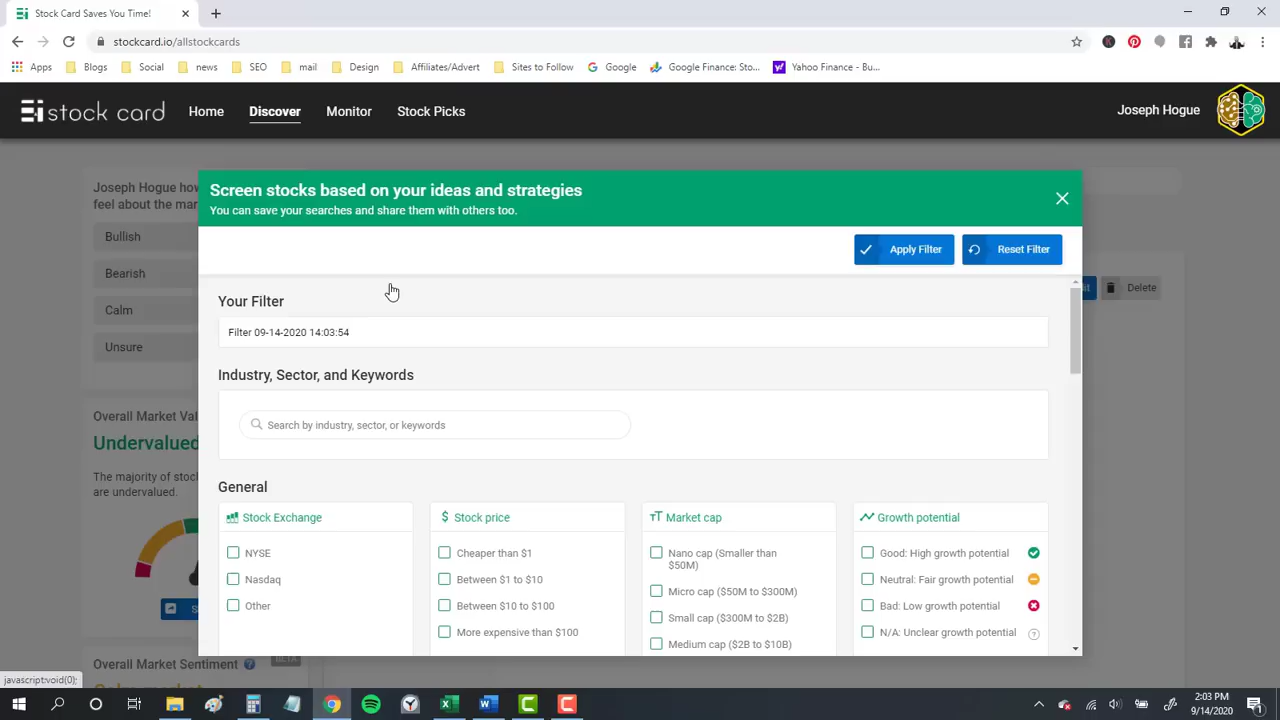 Stock Card Saves You Time!
stockcard.io/allstockcards
Apps Blogs Social news SEO mail Design Affiliates/Advert Sites to Follow Google Google Finance: Sto... Yahoo Finance - Bu...
stock card Home Discover Monitor Stock Picks Joseph Hogue
Joseph Hogue how
feel about the mar
Bullish
Bearish
Calm
Unsure
Overall Market Val
Undervalued
The majority of stock
are undervalued.
S
Overall Market Sentiment
Delete
Screen stocks based on your ideas and strategies
You can save your searches and share them with others too.
Apply Filter Reset Filter
Your Filter
Filter 09-14-2020 14:03:54
Industry, Sector, and Keywords
Search by industry, sector, or keywords
General
Stock Exchange
NYSE
Nasdaq
Other
$ Stock price
Cheaper than $1
Between $1 to $10
Between $10 to $100
More expensive than $100
Market cap
Nano cap (Smaller than
$50M)
Micro cap ($50M to $300M)
Small cap ($300M to $2B)
Medium cap ($2B to $10B)
Growth potential
Good: High growth potential
Neutral: Fair growth potential
Bad: Low growth potential
N/A: Unclear growth potential
javascript:void(0);
2:03 PM
9/14/2020